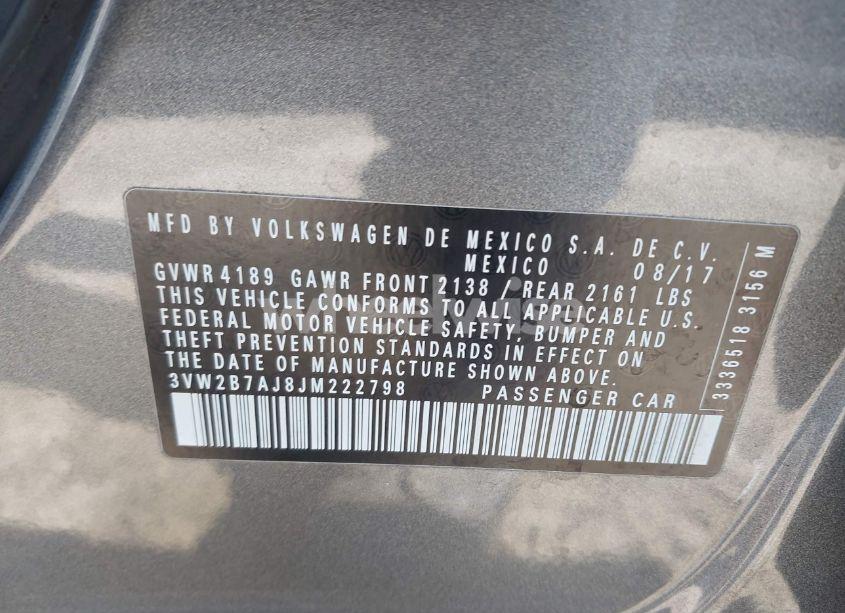 MFD BY VOLKSWAGEN DE MEXICO S.A. DE C.V.
MEXICO 08/17
GVWR 4189 GAWR FRONT 2138 / REAR 2161 LBS
THIS VEHICLE CONFORMS TO ALL APPLICABLE U.S.
FEDERAL MOTOR VEHICLE SAFETY, BUMPER AND
THEFT PREVENTION STANDARDS IN EFFECT ON
THE DATE OF MANUFACTURE SHOWN ABOVE.
3VW2B7AJ8JM222798 PASSENGER CAR
3336518 3156 M